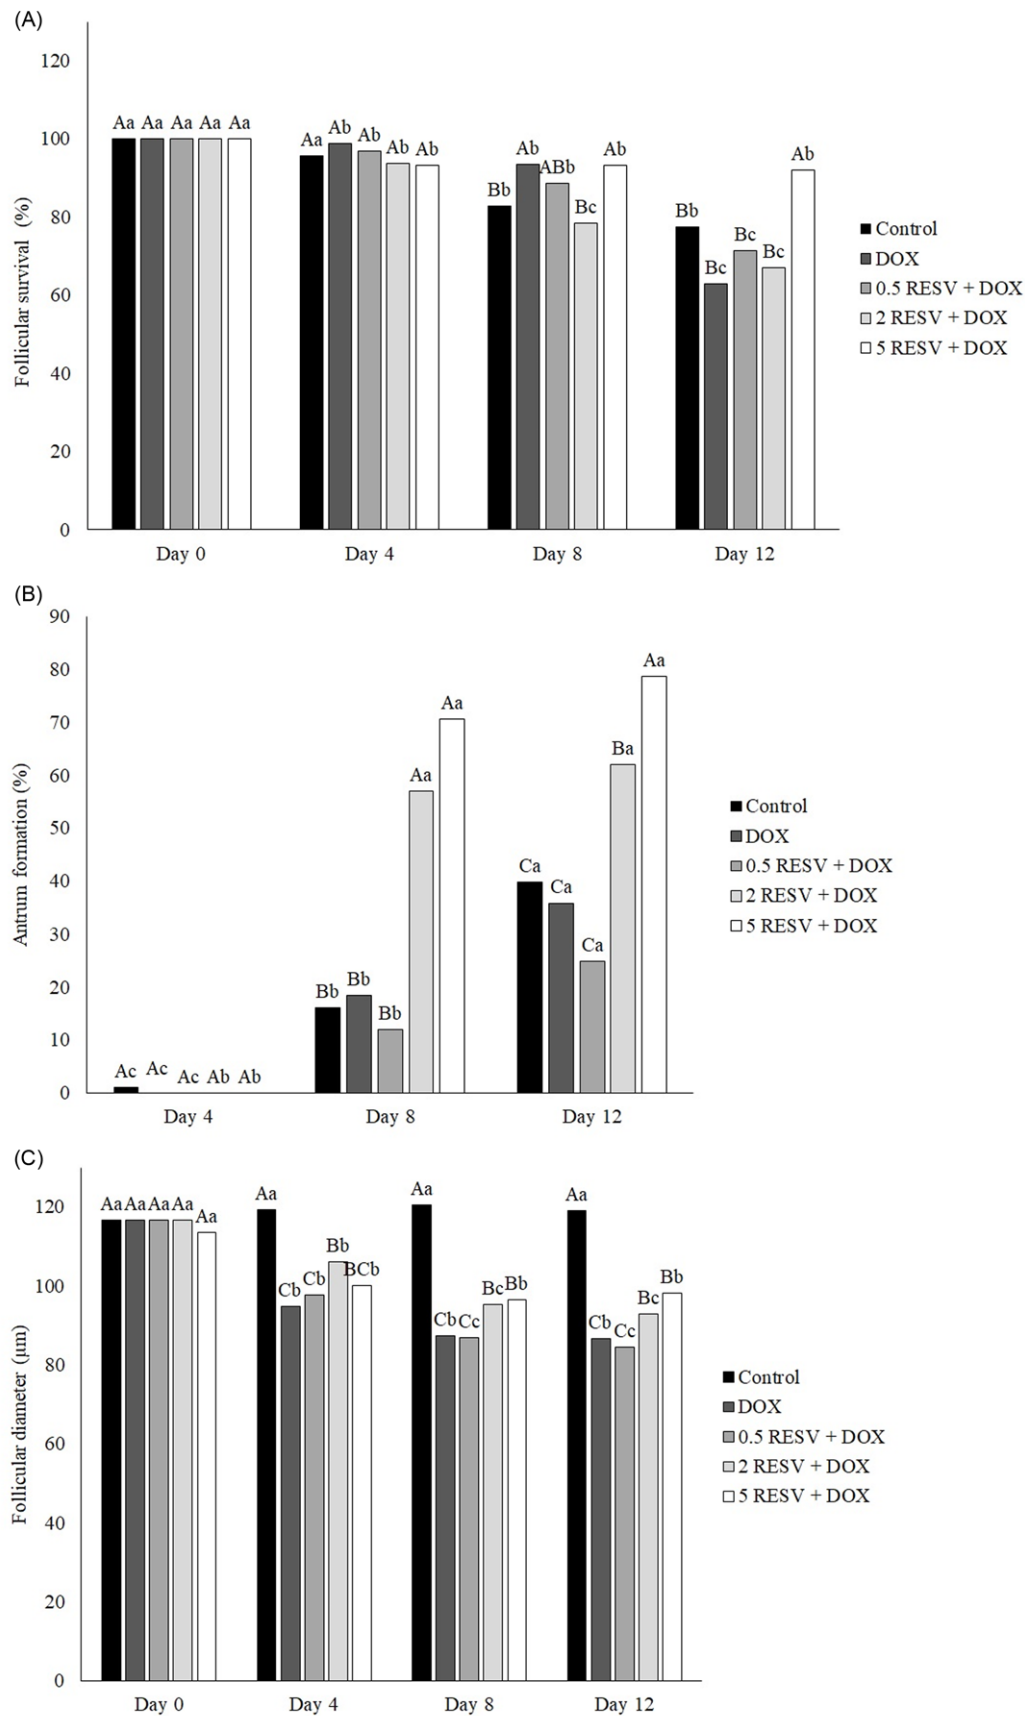 (A)
Follicular survival (%)
120
100
80
60
40
20
0
Aa Aa Aa Aa Aa
Aa Ab Ab Ab Ab
Bb Ab ABb Bc Ab
Bb Bc Bc Bc Ab
Day 0 Day 4 Day 8 Day 12
Control
DOX
0.5 RESV + DOX
2 RESV + DOX
5 RESV + DOX
(B)
Antrum formation (%)
90
80
70
60
50
40
30
20
10
0
Ac Ac Ac Ab Ab
Bb Bb Bb Aa Aa
Ca Ca Ca Ba Aa
Day 4 Day 8 Day 12
Control
DOX
0.5 RESV + DOX
2 RESV + DOX
5 RESV + DOX
(C)
Follicular diameter (µm)
120
100
80
60
40
20
0
Aa Aa Aa Aa Aa
Aa Cb Cb Bb BCb
Aa Cb Cc Bc Bb
Aa Cb Cc Bc Bb
Day 0 Day 4 Day 8 Day 12
Control
DOX
0.5 RESV + DOX
2 RESV + DOX
5 RESV + DOX